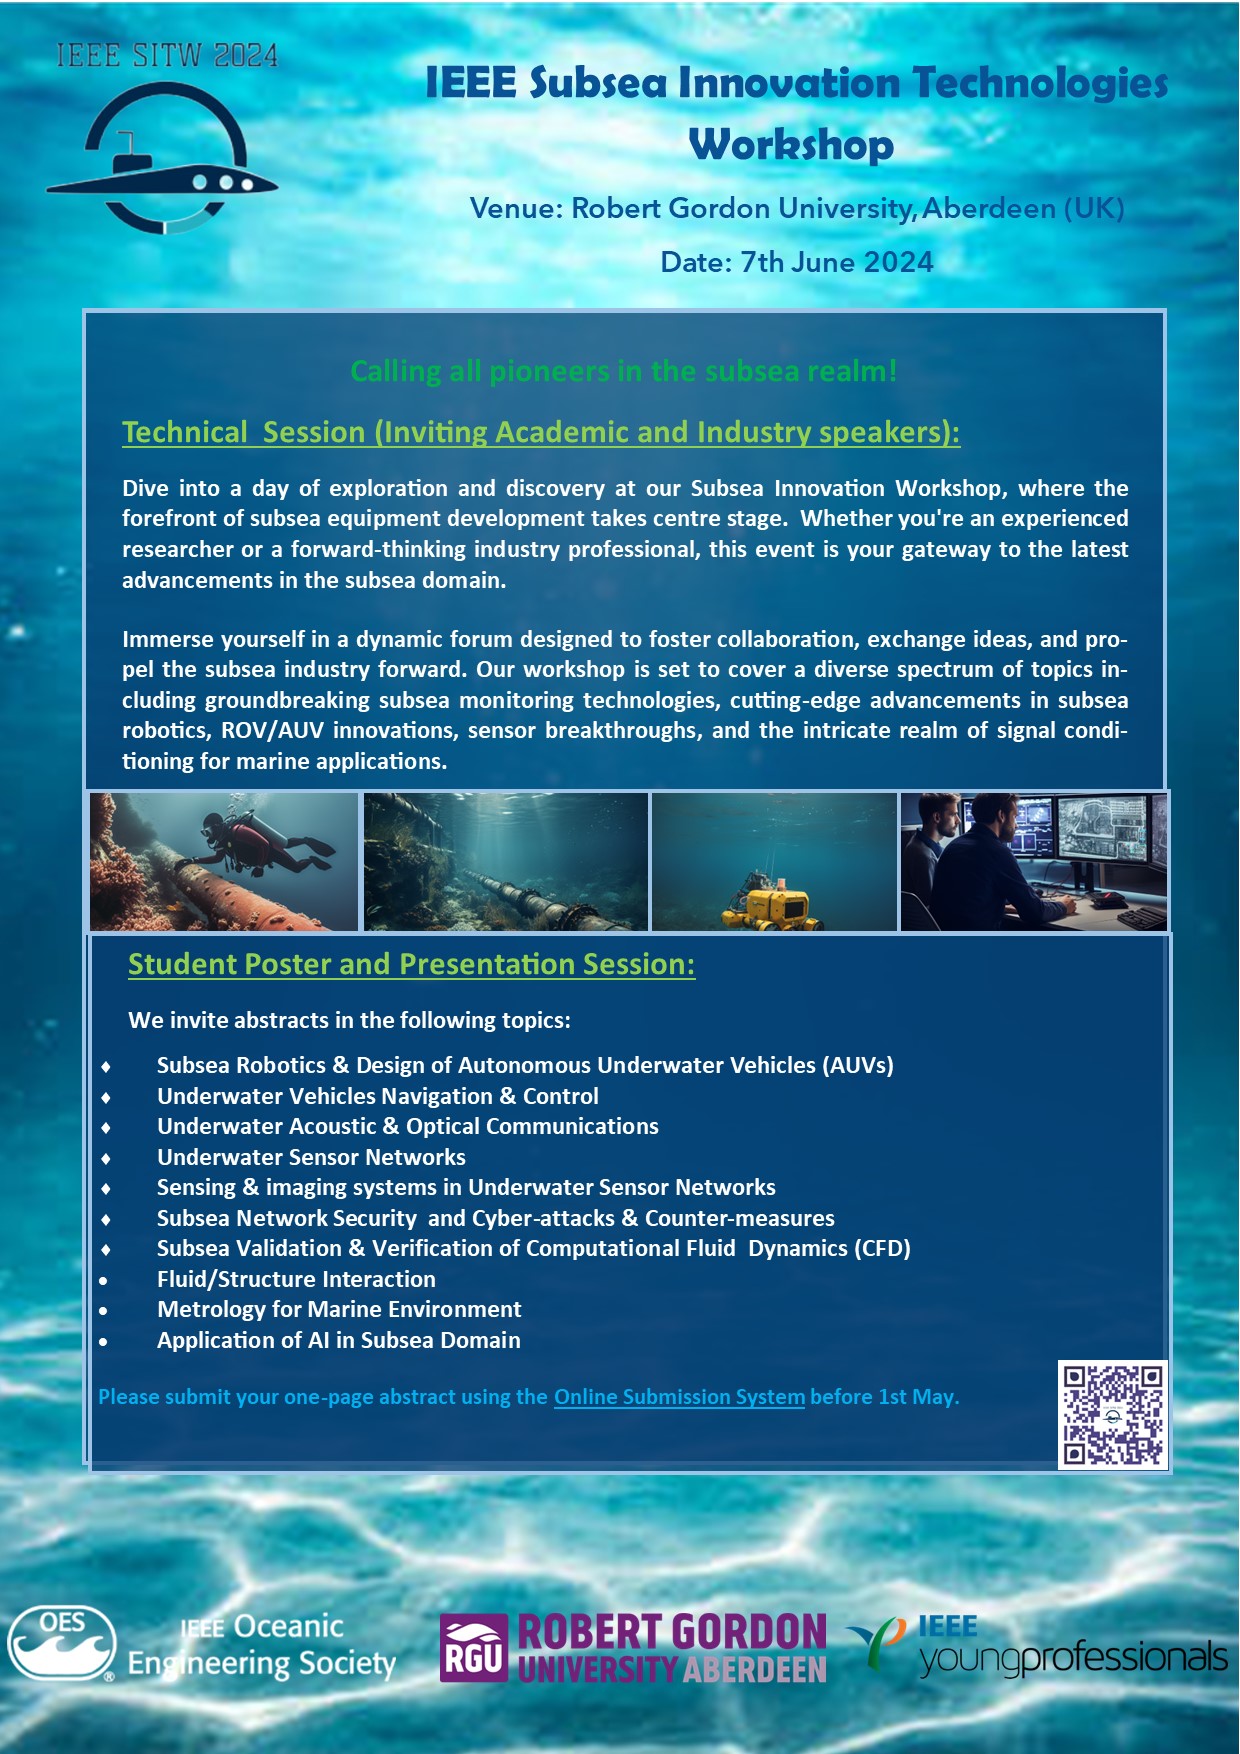 IEEE SITW 2024
IEEE Subsea Innovation Technologies
Workshop
Venue: Robert Gordon University, Aberdeen (UK)
Date: 7th June 2024
Calling all pioneers in the subsea realm!
Technical  Session (Inviting Academic and Industry speakers):
Dive into a day of exploration and discovery at our Subsea Innovation Workshop, where the
forefront of subsea equipment development takes centre stage.  Whether you're an experienced
researcher or a forward-thinking industry professional, this event is your gateway to the latest
advancements in the subsea domain.
Immerse yourself in a dynamic forum designed to foster collaboration, exchange ideas, and pro-
pel the subsea industry forward. Our workshop is set to cover a diverse spectrum of topics in-
cluding groundbreaking subsea monitoring technologies, cutting-edge advancements in subsea
robotics, ROV/AUV innovations, sensor breakthroughs, and the intricate realm of signal condi-
tioning for marine applications.
Student Poster and Presentation Session:
We invite abstracts in the following topics:
♦ Subsea Robotics & Design of Autonomous Underwater Vehicles (AUVs)
♦ Underwater Vehicles Navigation & Control
♦ Underwater Acoustic & Optical Communications
♦ Underwater Sensor Networks
♦ Sensing & imaging systems in Underwater Sensor Networks
♦ Subsea Network Security  and Cyber-attacks & Counter-measures
♦ Subsea Validation & Verification of Computational Fluid  Dynamics (CFD)
• Fluid/Structure Interaction
• Metrology for Marine Environment
• Application of AI in Subsea Domain
Please submit your one-page abstract using the Online Submission System before 1st May.
OES ®
IEEE Oceanic
Engineering Society
RGU
ROBERT GORDON
UNIVERSITY ABERDEEN
IEEE
youngprofessionals